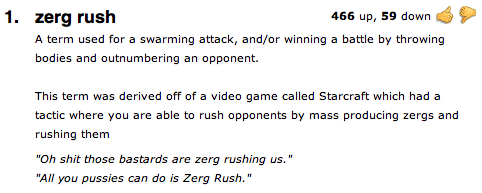 1. zerg rush 466 up, 59 down
A term used for a swarming attack, and/or winning a battle by throwing
bodies and outnumbering an opponent.
This term was derived off of a video game called Starcraft which had a
tactic where you are able to rush opponents by mass producing zergs and
rushing them
"Oh shit those bastards are zerg rushing us."
"All you pussies can do is Zerg Rush."